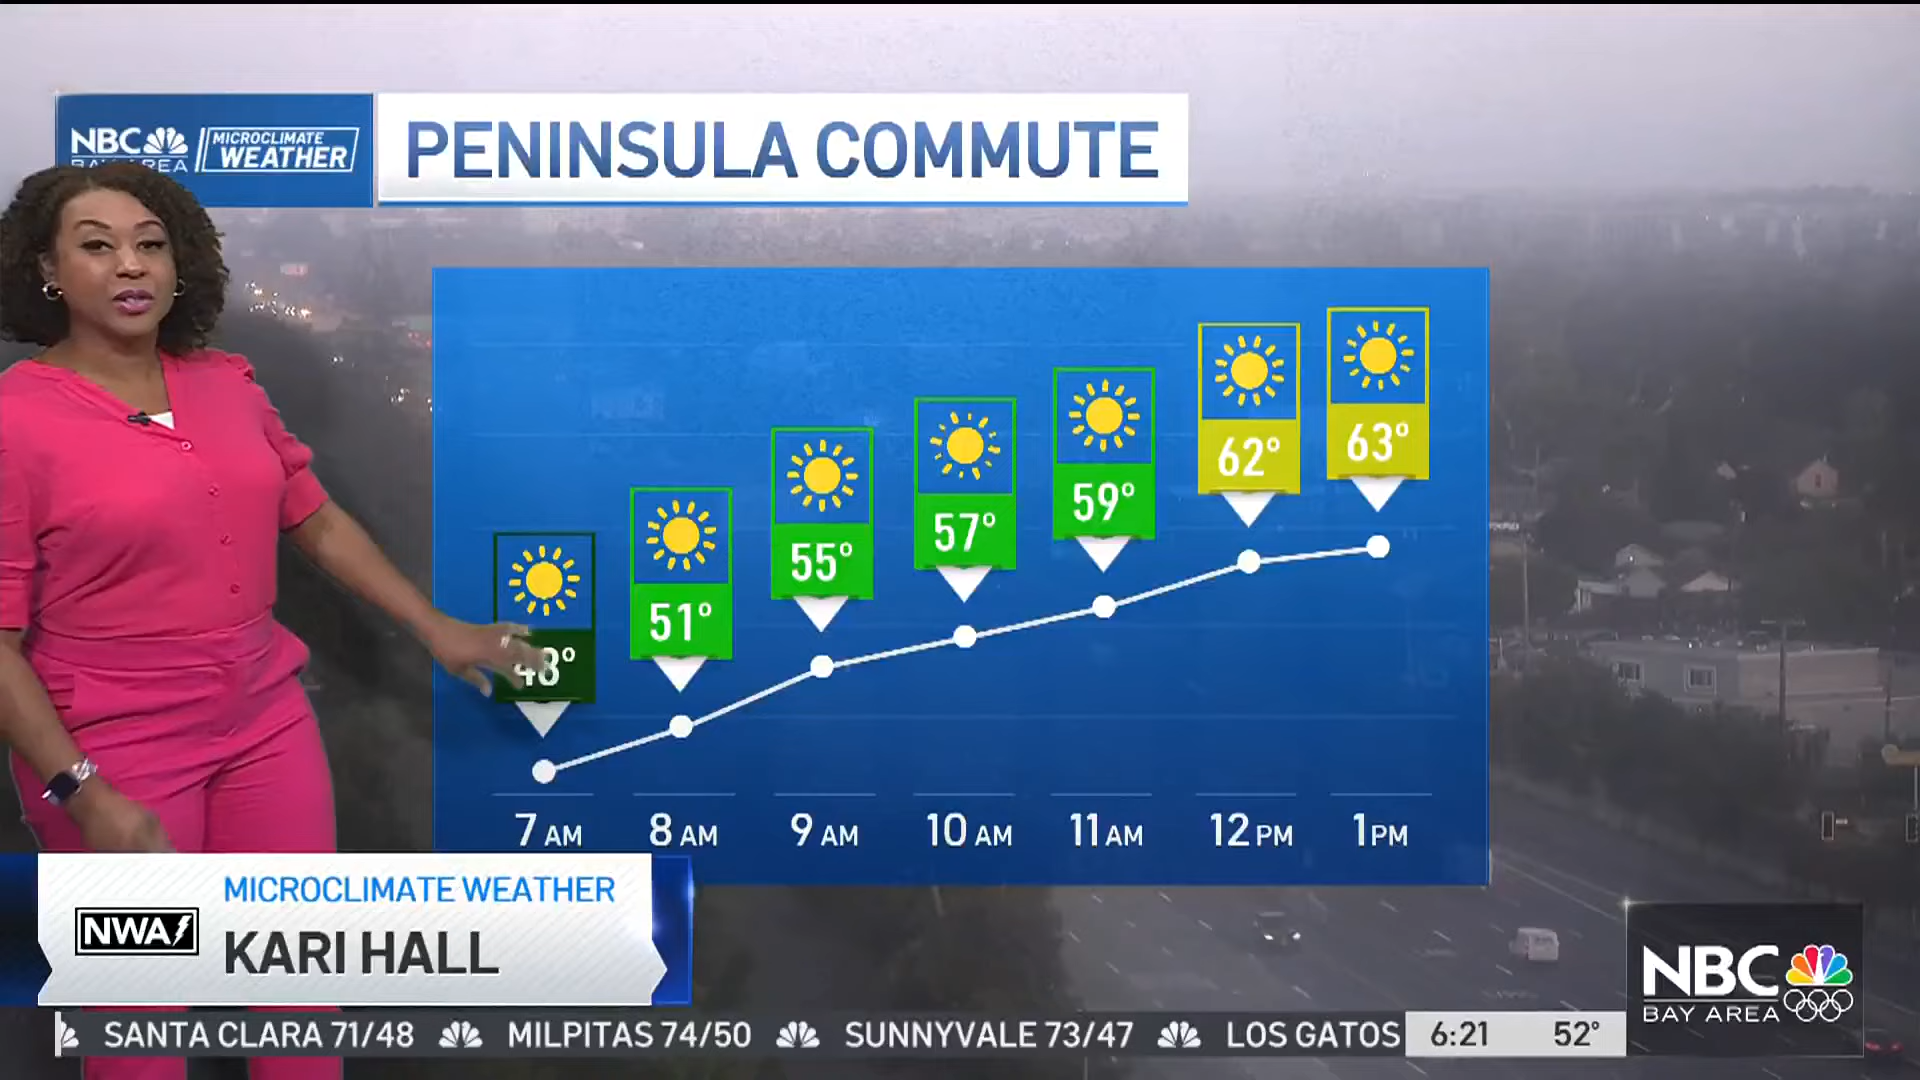 NBC
BAY AREA
MICROCLIMATE
WEATHER
PENINSULA COMMUTE
48°
51°
55°
57°
59°
62°
63°
7 AM
8 AM
9 AM
10 AM
11 AM
12 PM
1 PM
MICROCLIMATE WEATHER
NWA
KARI HALL
NBC
BAY AREA
SANTA CLARA 71/48 MILPITAS 74/50 SUNNYVALE 73/47 LOS GATOS
6:21 52°